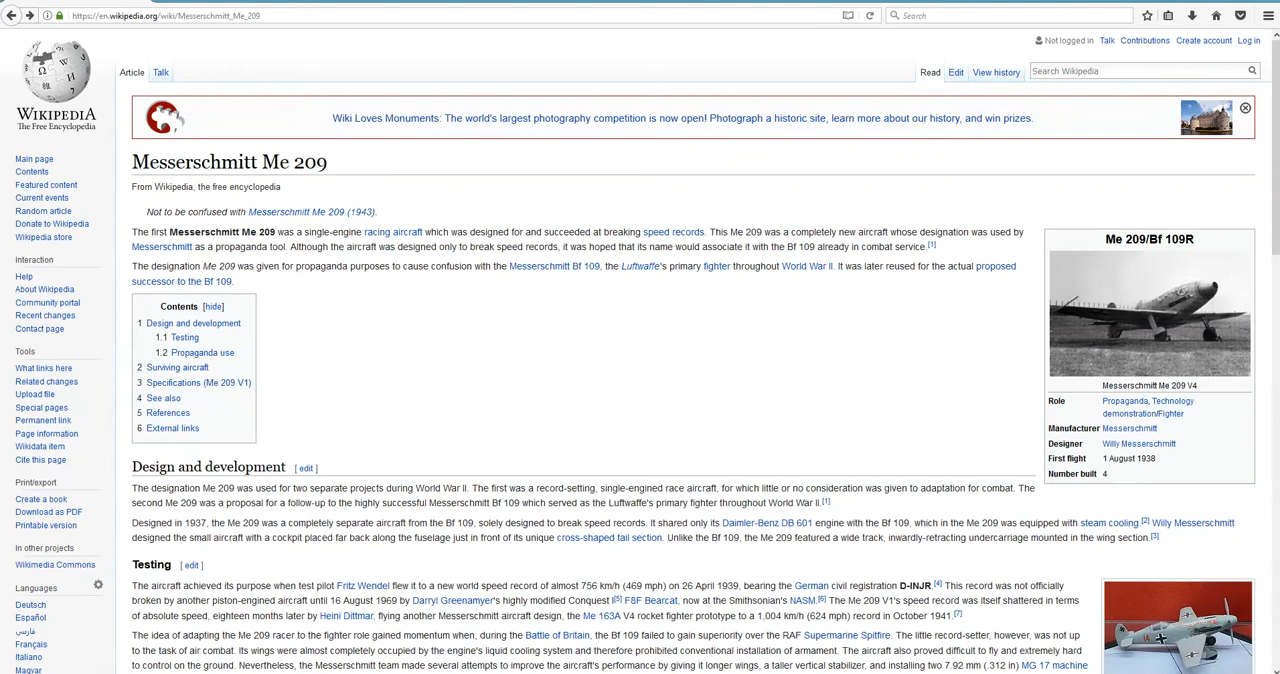 https://en.wikipedia.org/wiki/Messerschmitt_Me_209
Search
Not logged in Talk Contributions Create account Log in
Article Talk
Read Edit View history
Search Wikipedia
WIKIPEDIA
The Free Encyclopedia
Wiki Loves Monuments: The world's largest photography competition is now open! Photograph a historic site, learn more about our history, and win prizes.
Main page
Contents
Featured content
Current events
Random article
Donate to Wikipedia
Wikipedia store
Interaction
Help
About Wikipedia
Community portal
Recent changes
Contact page
Tools
What links here
Related changes
Upload file
Special pages
Permanent link
Page information
Wikidata item
Cite this page
Print/export
Create a book
Download as PDF
Printable version
In other projects
Wikimedia Commons
Languages
Deutsch
Español
فارسی
Français
Italiano
Magyar
Messerschmitt Me 209
From Wikipedia, the free encyclopedia
Not to be confused with Messerschmitt Me 209 (1943).
The first Messerschmitt Me 209 was a single-engine racing aircraft which was designed for and succeeded at breaking speed records. This Me 209 was a completely new aircraft whose designation was used by
Messerschmitt as a propaganda tool. Although the aircraft was designed only to break speed records, it was hoped that its name would associate it with the Bf 109 already in combat service.[1]
The designation Me 209 was given for propaganda purposes to cause confusion with the Messerschmitt Bf 109, the Luftwaffe's primary fighter throughout World War II. It was later reused for the actual proposed
successor to the Bf 109.
Contents [hide]
1 Design and development
1.1 Testing
1.2 Propaganda use
2 Surviving aircraft
3 Specifications (Me 209 V1)
4 See also
5 References
6 External links
Me 209/Bf 109R
Messerschmitt Me 209 V4
Role Propaganda, Technology
demonstration/Fighter
Manufacturer Messerschmitt
Designer Willy Messerschmitt
First flight 1 August 1938
Number built 4
Design and development [ edit ]
The designation Me 209 was used for two separate projects during World War II. The first was a record-setting, single-engined race aircraft, for which little or no consideration was given to adaptation for combat. The
second Me 209 was a proposal for a follow-up to the highly successful Messerschmitt Bf 109 which served as the Luftwaffe's primary fighter throughout World War II.[1]
Designed in 1937, the Me 209 was a completely separate aircraft from the Bf 109, solely designed to break speed records. It shared only its Daimler-Benz DB 601 engine with the Bf 109, which in the Me 209 was equipped with steam cooling.[2] Willy Messerschmitt
designed the small aircraft with a cockpit placed far back along the fuselage just in front of its unique cross-shaped tail section. Unlike the Bf 109, the Me 209 featured a wide track, inwardly-retracting undercarriage mounted in the wing section.[3]
Testing [ edit ]
The aircraft achieved its purpose when test pilot Fritz Wendel flew it to a new world speed record of almost 756 km/h (469 mph) on 26 April 1939, bearing the German civil registration D-INJR.[4] This record was not officially
broken by another piston-engined aircraft until 16 August 1969 by Darryl Greenamyer's highly modified Conquest I[5] F8F Bearcat, now at the Smithsonian's NASM.[6] The Me 209 V1's speed record was itself shattered in terms
of absolute speed, eighteen months later by Heini Dittmar, flying another Messerschmitt aircraft design, the Me 163A V4 rocket fighter prototype to a 1,004 km/h (624 mph) record in October 1941.[7]
The idea of adapting the Me 209 racer to the fighter role gained momentum when, during the Battle of Britain, the Bf 109 failed to gain superiority over the RAF Supermarine Spitfire. The little record-setter, however, was not up
to the task of air combat. Its wings were almost completely occupied by the engine's liquid cooling system and therefore prohibited conventional installation of armament. The aircraft also proved difficult to fly and extremely hard
to control on the ground. Nevertheless, the Messerschmitt team made several attempts to improve the aircraft's performance by giving it longer wings, a taller vertical stabilizer, and installing two 7.92 mm (.312 in) MG 17 machine